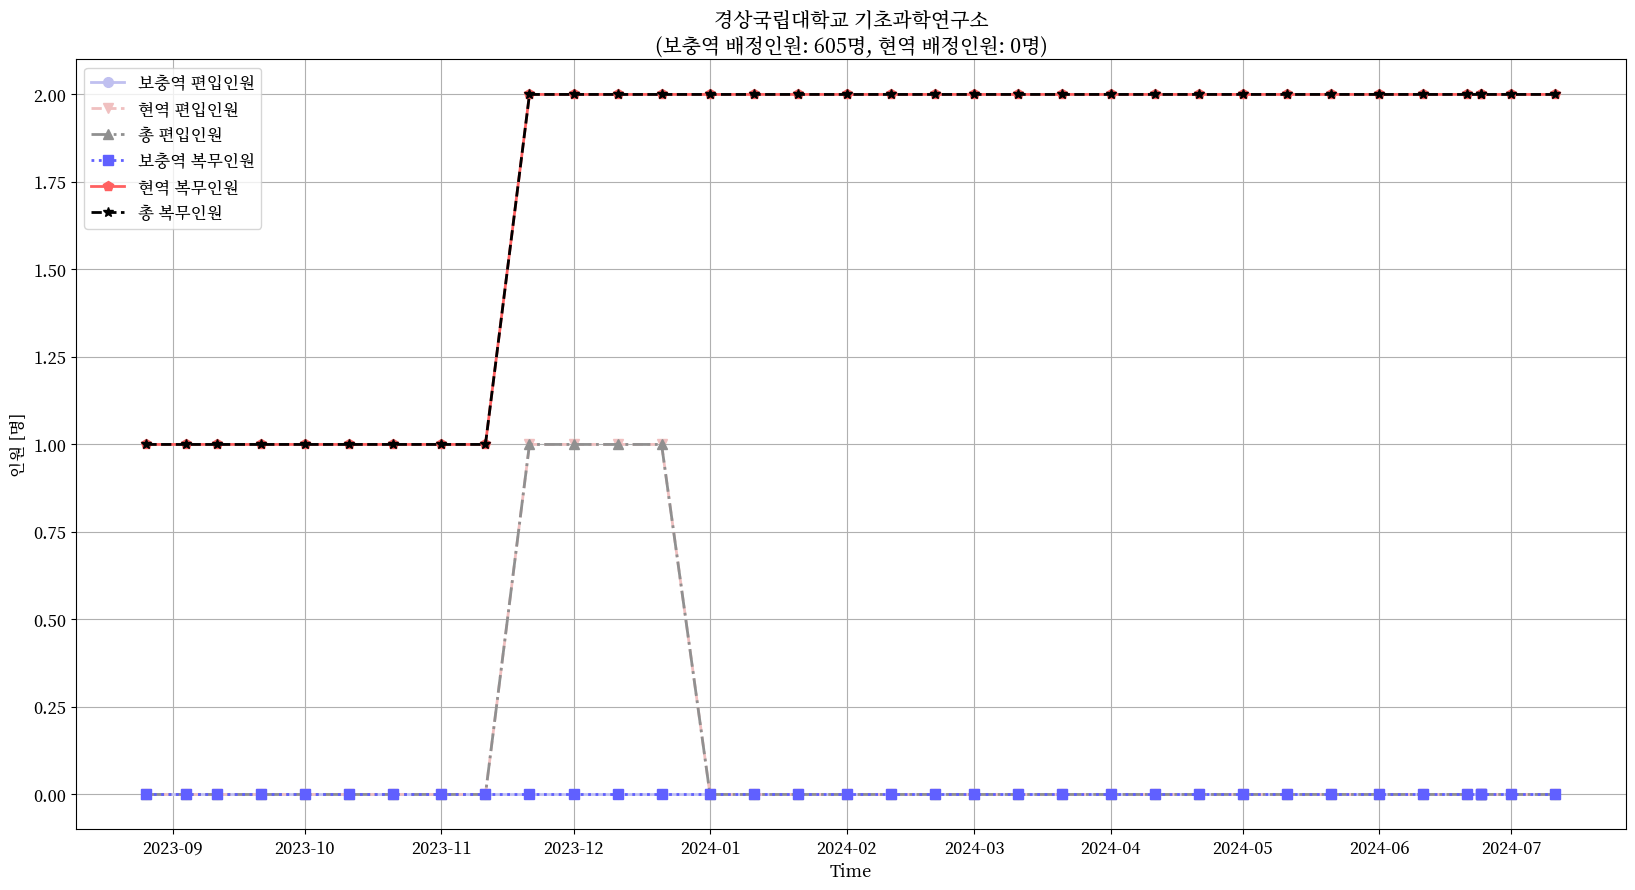 경상국립대학교 기초과학연구소
(보충역 배정인원: 605명, 현역 배정인원: 0명)
보충역 편입인원
현역 편입인원
총 편입인원
보충역 복무인원
현역 복무인원
총 복무인원
2.00
1.75
1.50
1.25
1.00
0.75
0.50
0.25
0.00
인원 [명]
2023-09
2023-10
2023-11
2023-12
2024-01
2024-02
2024-03
2024-04
2024-05
2024-06
2024-07
Time